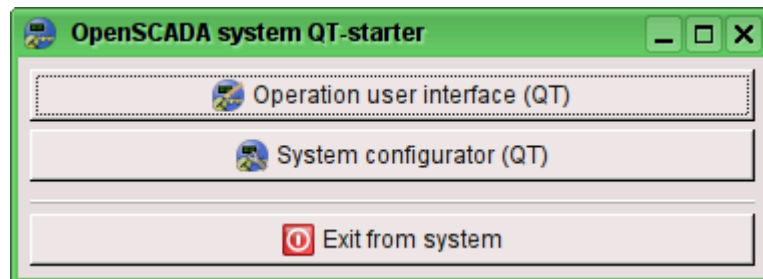 OpenSCADA system QT-starter
Operation user interface (QT)
System configurator (QT)
Exit from system